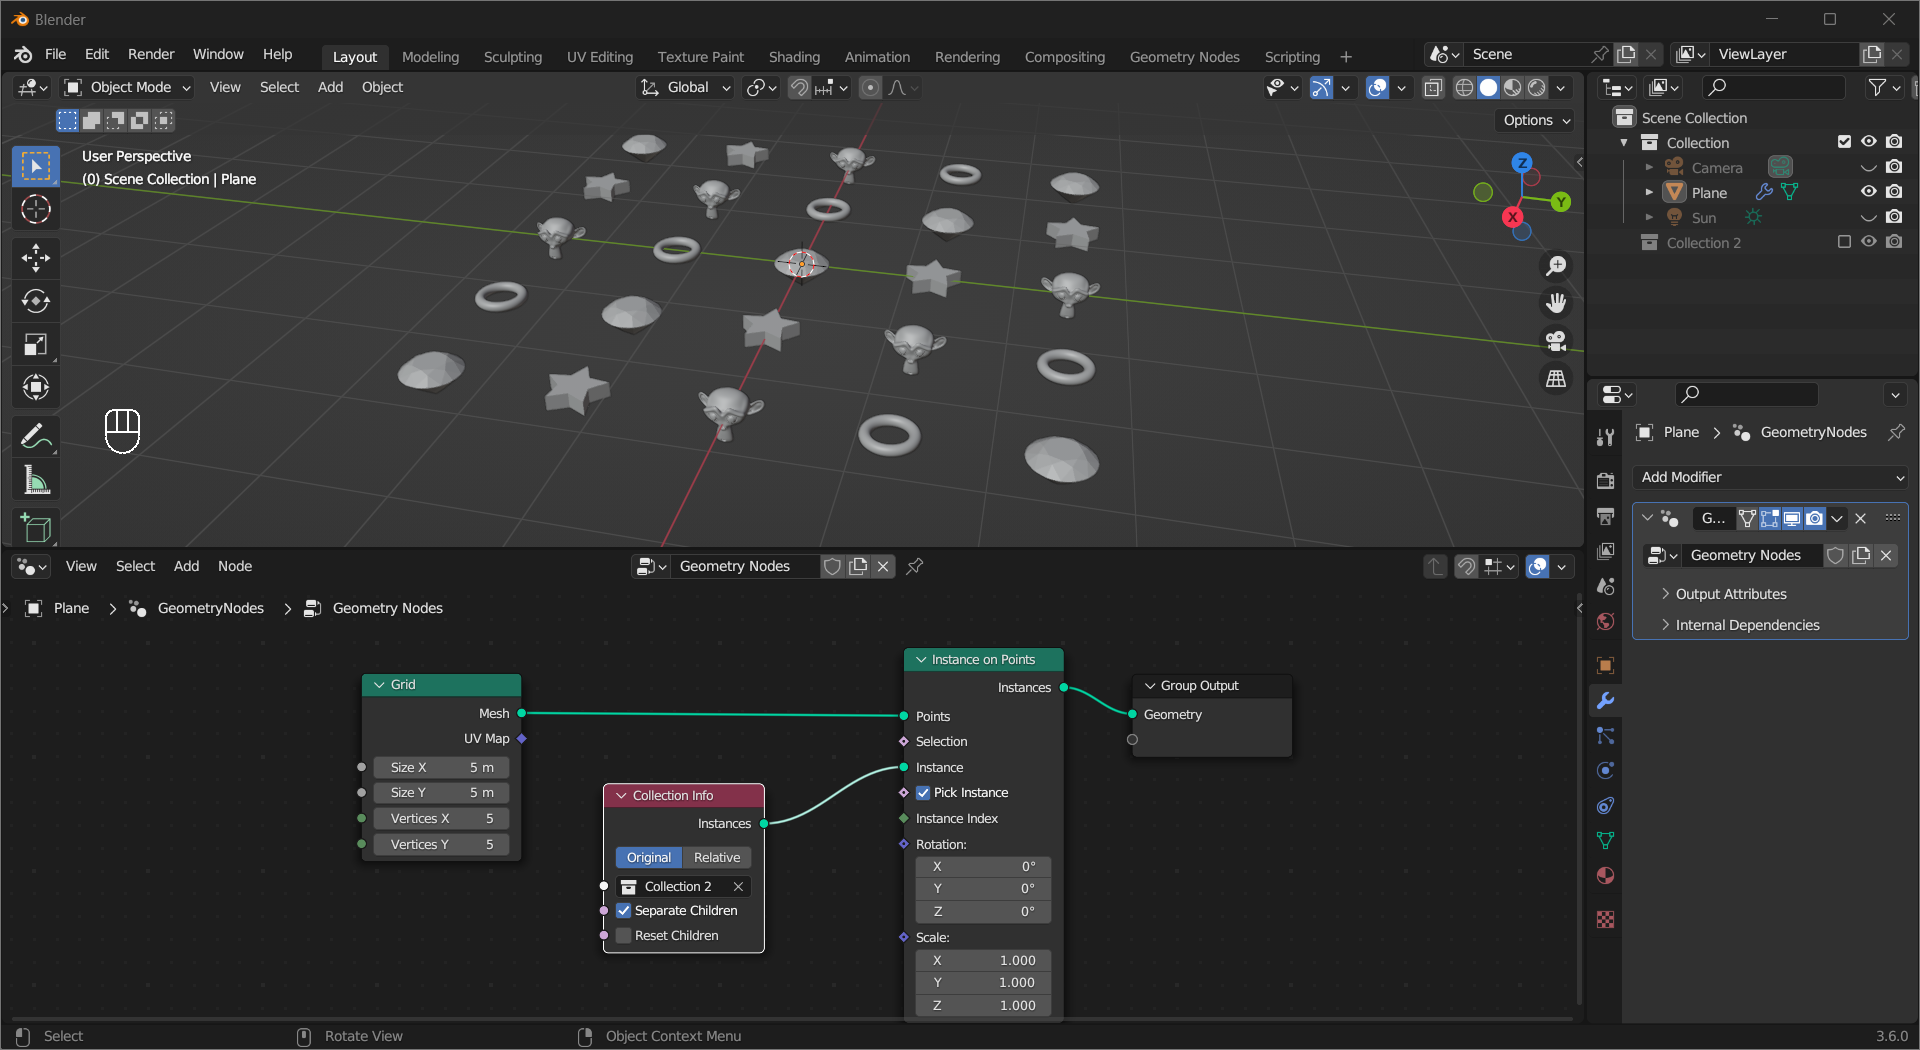 Blender
File Edit Render Window Help Layout Modeling Sculpting UV Editing Texture Paint Shading Animation Rendering Compositing Geometry Nodes Scripting + Scene ViewLayer
Object Mode View Select Add Object Global
Options
User Perspective
(0) Scene Collection | Plane
Z
Y
X
Scene Collection
Collection
Camera
Plane
Sun
Collection 2
Plane > GeometryNodes
Add Modifier
G...
Geometry Nodes
Output Attributes
Internal Dependencies
View Select Add Node Geometry Nodes
Plane > GeometryNodes > Geometry Nodes
Grid
Mesh
UV Map
Size X 5 m
Size Y 5 m
Vertices X 5
Vertices Y 5
Collection Info
Instances
Original Relative
Collection 2
Separate Children
Reset Children
Instance on Points
Instances
Points
Selection
Instance
Pick Instance
Instance Index
Rotation:
X 0°
Y 0°
Z 0°
Scale:
X 1.000
Y 1.000
Z 1.000
Group Output
Geometry
Select Rotate View Object Context Menu 3.6.0